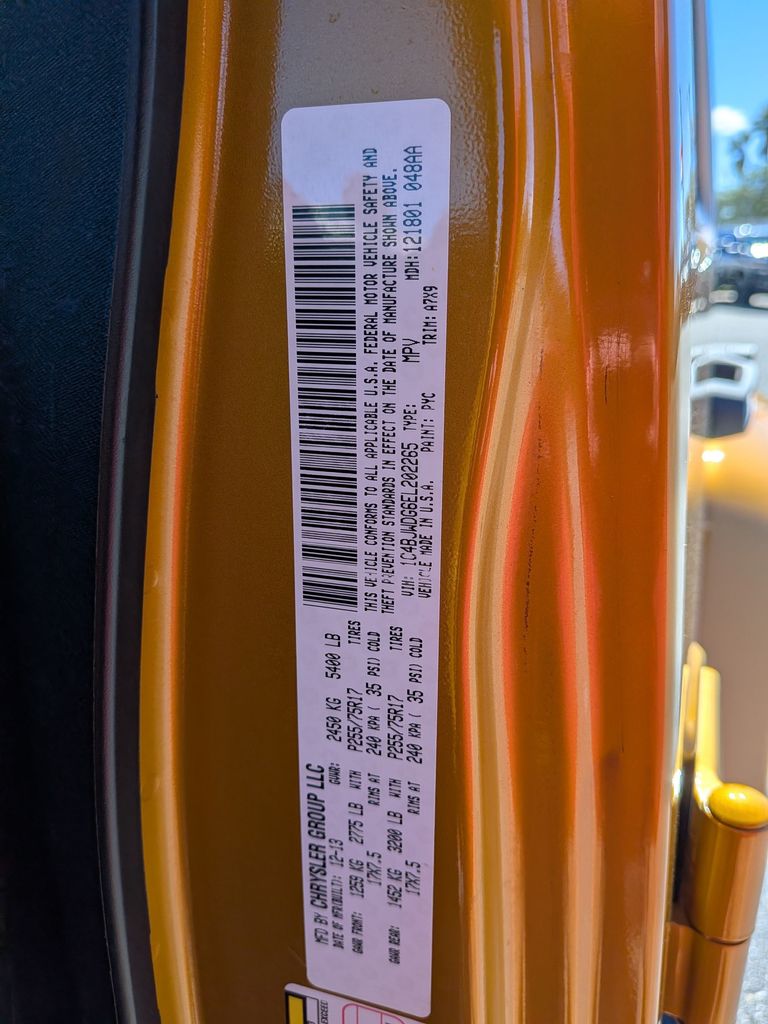 MFD BY CHRYSLER GROUP LLC
DATE OF MFR(BUILT): 12-13 GVWR: 2450 KG 5400 LB
GAWR FRONT: 1259 KG 2775 LB WITH P255/75R17 TIRES
17X7.5 RIMS AT 240 KPA ( 35 PSI) COLD
GAWR REAR: 1452 KG 3200 LB WITH P255/75R17 TIRES
17X7.5 RIMS AT 240 KPA ( 35 PSI) COLD
THIS VEHICLE CONFORMS TO ALL APPLICABLE U.S.A. FEDERAL MOTOR VEHICLE SAFETY AND
THEFT PREVENTION STANDARDS IN EFFECT ON THE DATE OF MANUFACTURE SHOWN ABOVE.
VIN: 1C4BJWDG6EL202265 TYPE: MPV MDH: 121801 048AA
VEHICLE MADE IN U.S.A. PAINT: PYC TRIM: A7X9